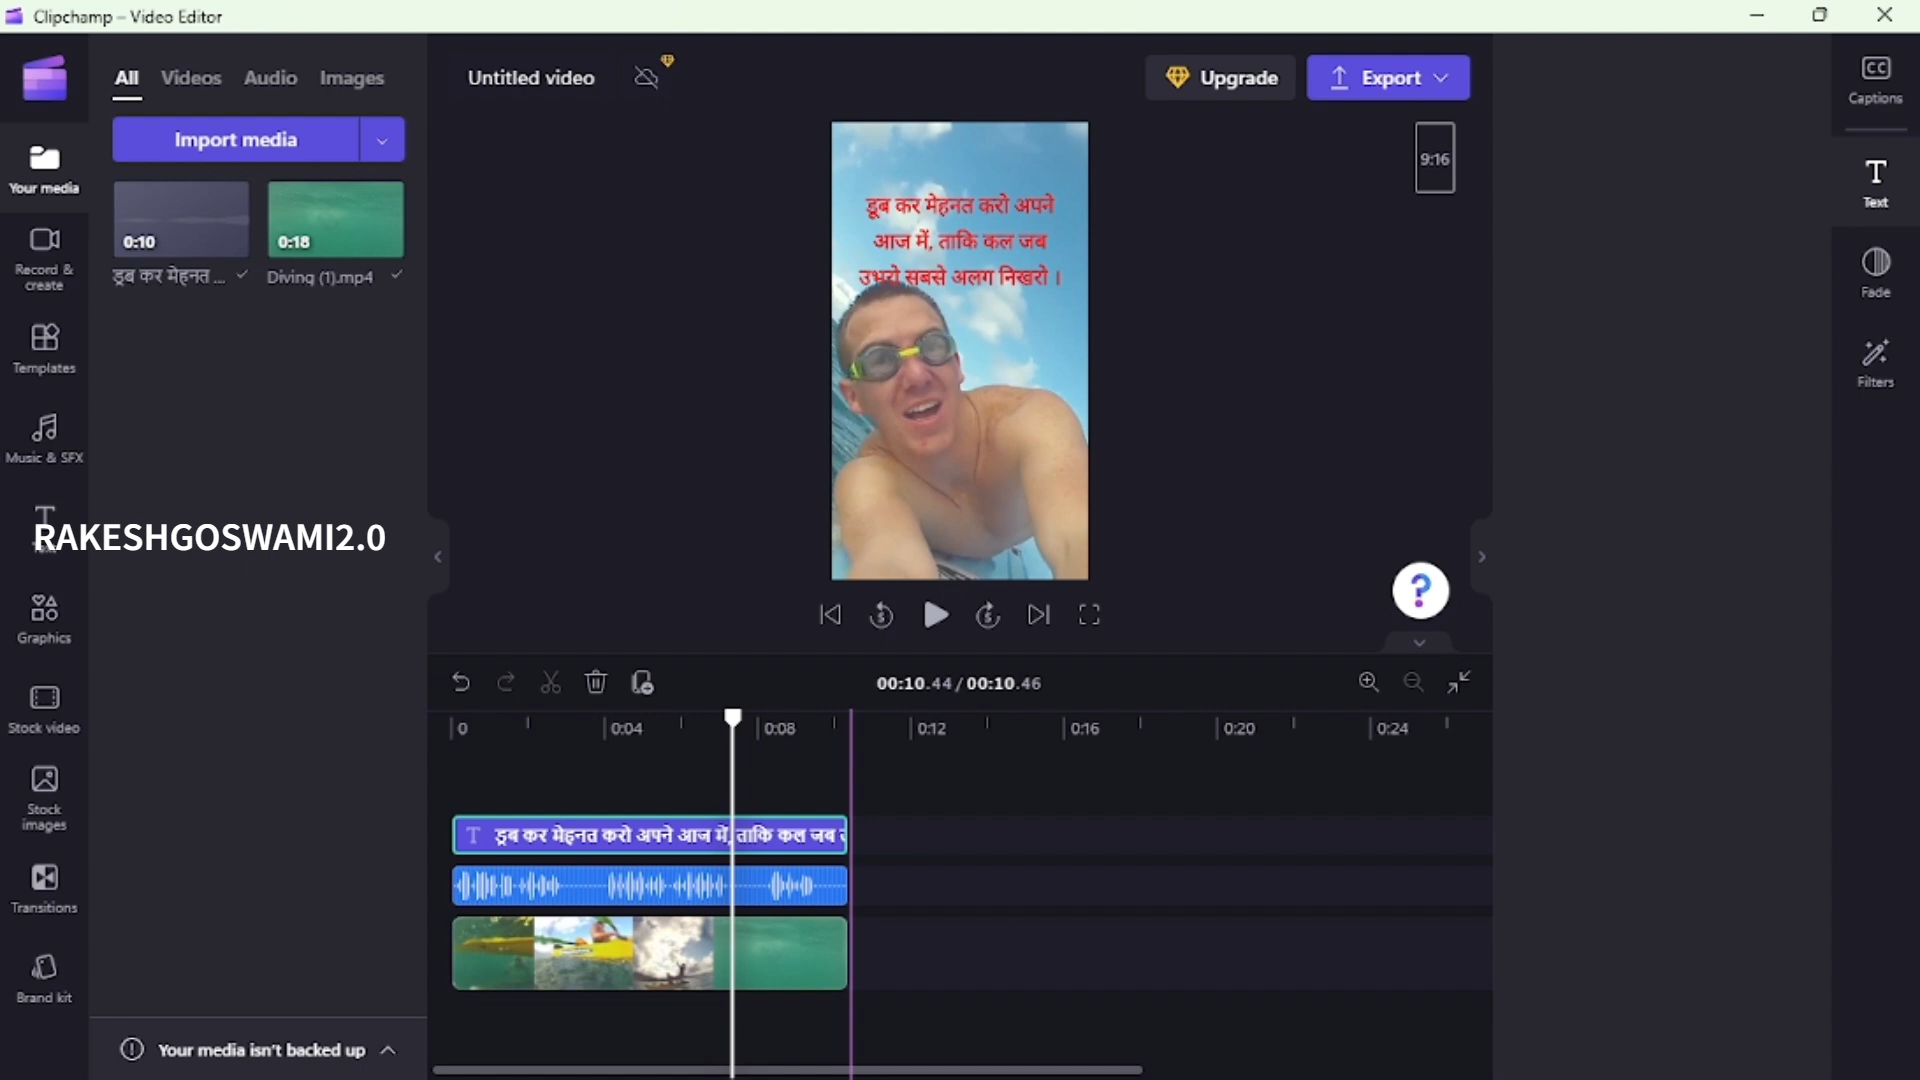 Clipchamp – Video Editor
All Videos Audio Images
Import media
0:10
0:18
डूब कर मेहनत ...
Diving (1).mp4
Your media
Record & create
Templates
Music & SFX
RAKESHGOSWAMI2.0
Graphics
Stock video
Stock images
Transitions
Brand kit
Your media isn't backed up
Untitled video
Upgrade
Export
9:16
डूब कर मेहनत करो अपने
आज में, ताकि कल जब
उभरो सबसे अलग निखरो ।
5
5
?
00:10.44 / 00:10.46
0 0:04 0:08 0:12 0:16 0:20 0:24
T डूब कर मेहनत करो अपने आज में, ताकि कल जब
CC
Captions
T
Text
Fade
Filters